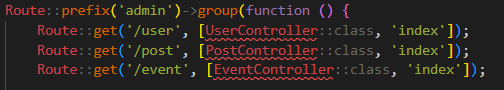 Route::prefix('admin')->group(function () {
Route::get('/user', [UserController::class, 'index']);
Route::get('/post', [PostController::class, 'index']);
Route::get('/event', [EventController::class, 'index']);